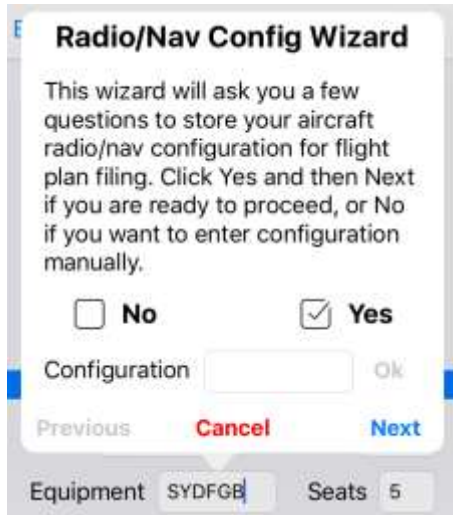 Radio/Nav Config Wizard
This wizard will ask you a few
questions to store your aircraft
radio/nav configuration for flight
plan filing. Click Yes and then Next
if you are ready to proceed, or No
if you want to enter configuration
manually.
No Yes
Configuration Ok
Previous Cancel Next
Equipment SYDFGB Seats 5